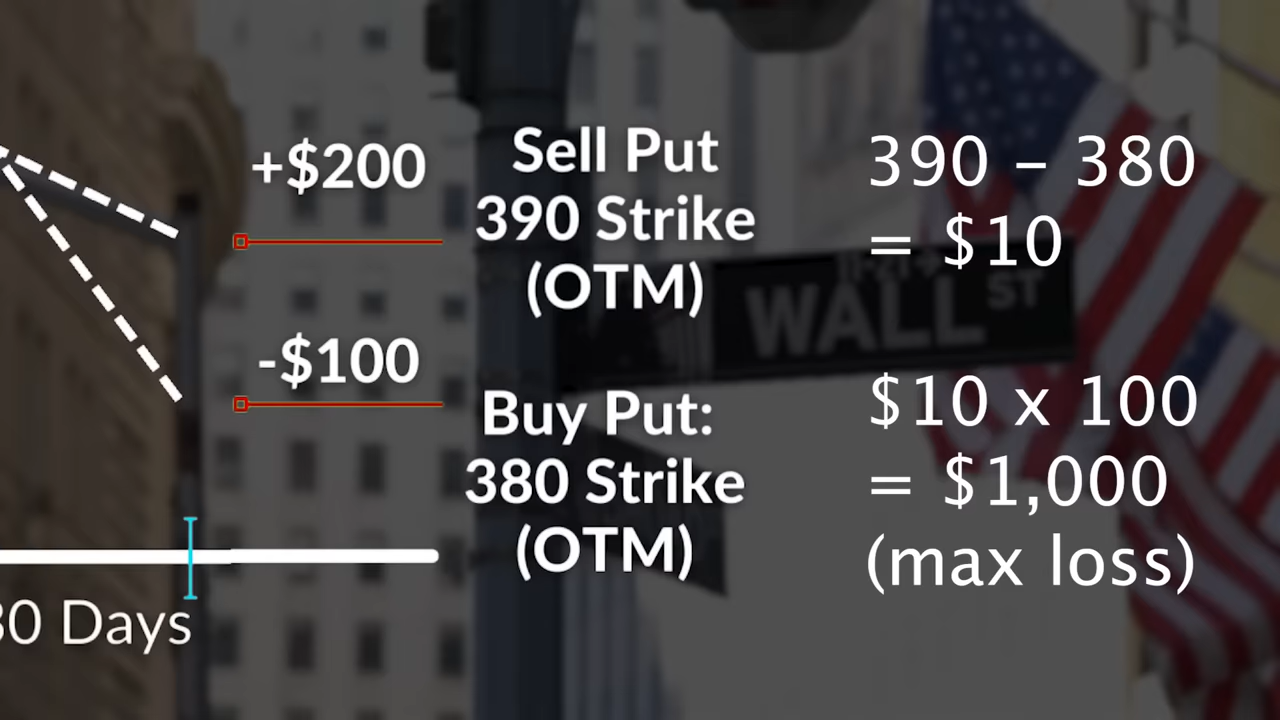 +$200
Sell Put
390 Strike
(OTM)
390 – 380
= $10
WALL ST
-$100
Buy Put:
380 Strike
(OTM)
$10 x 100
= $1,000
(max loss)
30 Days